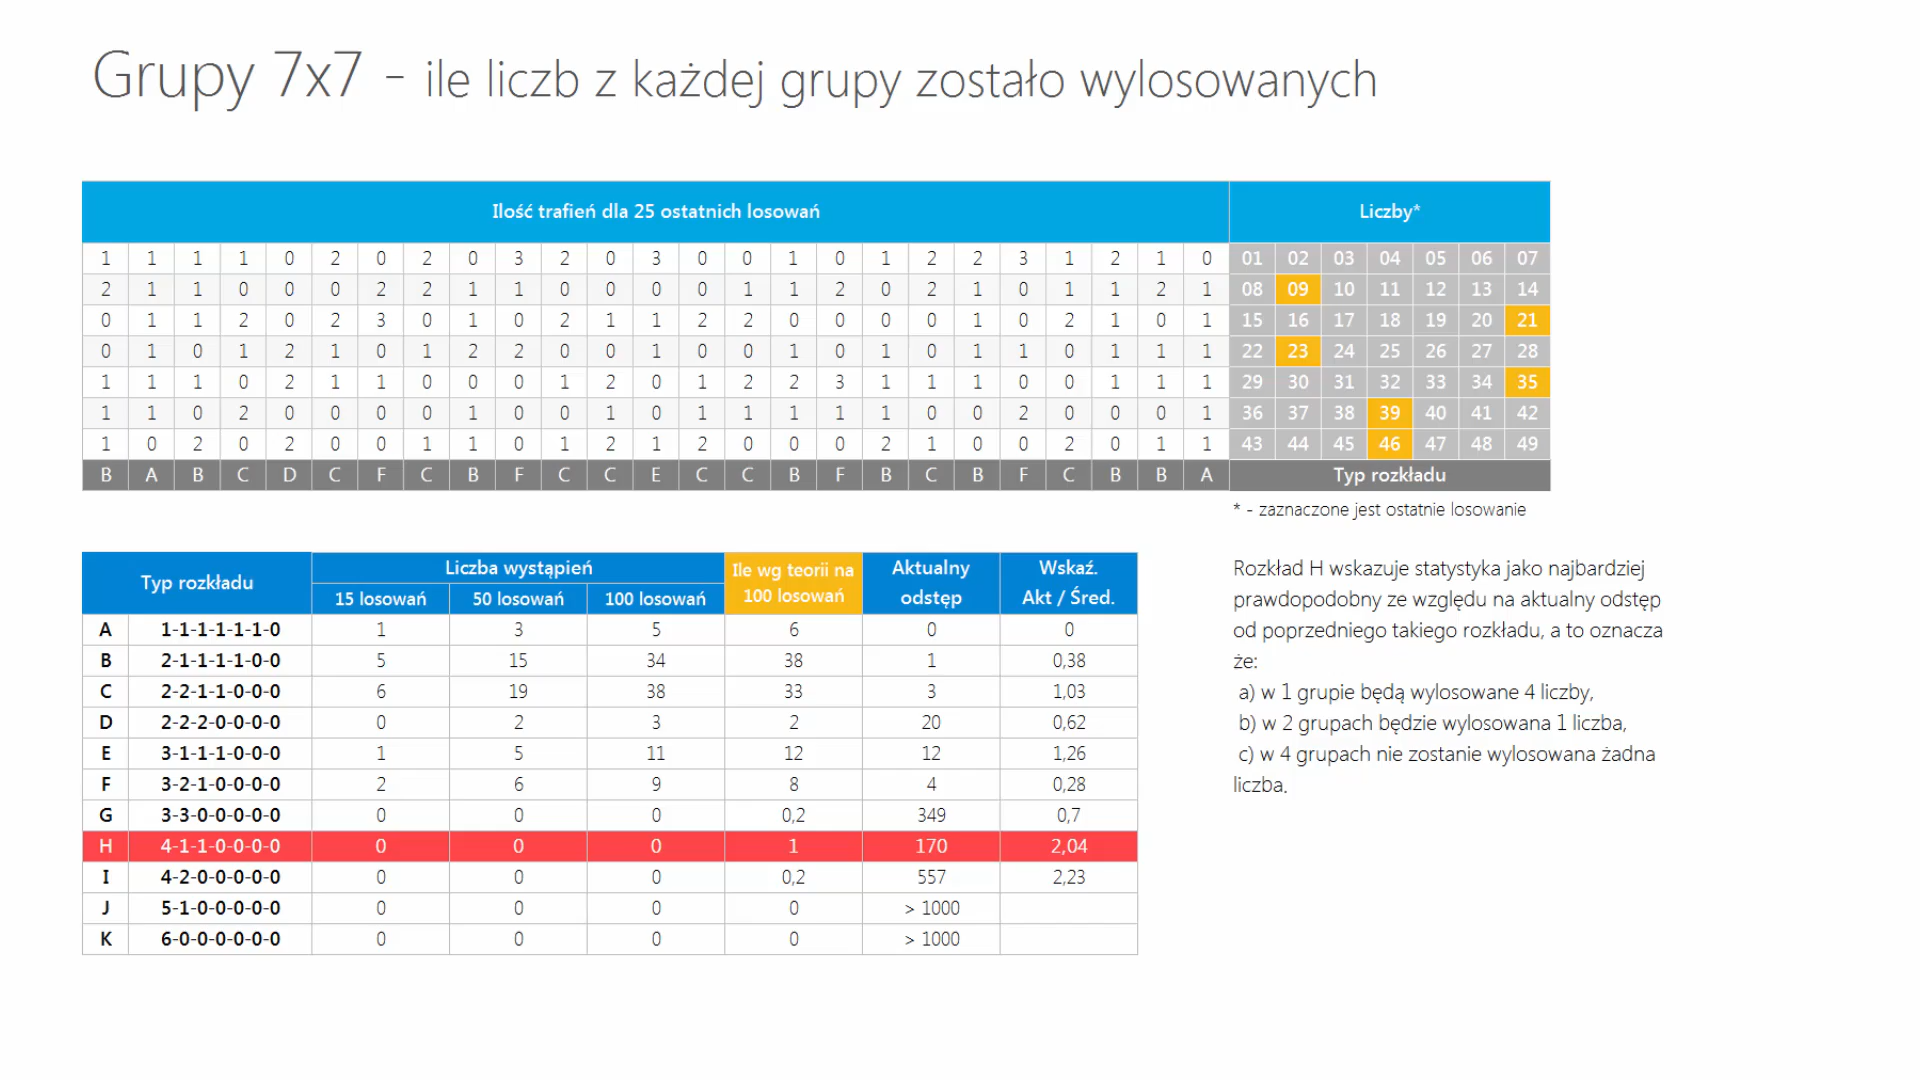 Grupy 7x7 - ile liczb z każdej grupy zostało wylosowanych
Ilość trafień dla 25 ostatnich losowań Liczby*
1 1 1 1 0 2 0 2 0 3 2 0 3 0 0 1 0 1 2 2 3 1 2 1 0 01 02 03 04 05 06 07
2 1 1 0 0 0 2 2 1 1 0 0 0 0 1 1 2 0 2 1 0 1 1 2 1 08 09 10 11 12 13 14
0 1 1 2 0 2 3 0 1 0 2 1 1 2 2 0 0 0 0 1 0 2 1 0 1 15 16 17 18 19 20 21
0 1 0 1 2 1 0 1 2 2 0 0 1 0 0 1 0 1 0 1 1 0 1 1 1 22 23 24 25 26 27 28
1 1 1 0 2 1 1 0 0 0 1 2 0 1 2 2 3 1 1 1 0 0 1 1 1 29 30 31 32 33 34 35
1 1 0 2 0 0 0 0 1 0 0 1 0 1 1 1 1 1 0 0 2 0 0 0 1 36 37 38 39 40 41 42
1 0 2 0 2 0 0 1 1 0 1 2 1 2 0 0 0 2 1 0 0 2 0 1 1 43 44 45 46 47 48 49
B A B C D C F C B F C C E C C B F B C B F C B B A Typ rozkładu
* - zaznaczone jest ostatnie losowanie
Typ rozkładu Liczba wystąpień Ile wg teorii na 100 losowań Aktualny odstęp Wskaź. Akt / Śred.
15 losowań 50 losowań 100 losowań
A 1-1-1-1-1-1-0 1 3 5 6 0 0
B 2-1-1-1-1-0-0 5 15 34 38 1 0,38
C 2-2-1-1-0-0-0 6 19 38 33 3 1,03
D 2-2-2-0-0-0-0 0 2 3 2 20 0,62
E 3-1-1-1-0-0-0 1 5 11 12 12 1,26
F 3-2-1-0-0-0-0 2 6 9 8 4 0,28
G 3-3-0-0-0-0-0 0 0 0 0,2 349 0,7
H 4-1-1-0-0-0-0 0 0 0 1 170 2,04
I 4-2-0-0-0-0-0 0 0 0 0,2 557 2,23
J 5-1-0-0-0-0-0 0 0 0 0 > 1000
K 6-0-0-0-0-0-0 0 0 0 0 > 1000
Rozkład H wskazuje statystyka jako najbardziej
prawdopodobny ze względu na aktualny odstęp
od poprzedniego takiego rozkładu, a to oznacza
że:
a) w 1 grupie będą wylosowane 4 liczby,
b) w 2 grupach będzie wylosowana 1 liczba,
c) w 4 grupach nie zostanie wylosowana żadna
liczba.